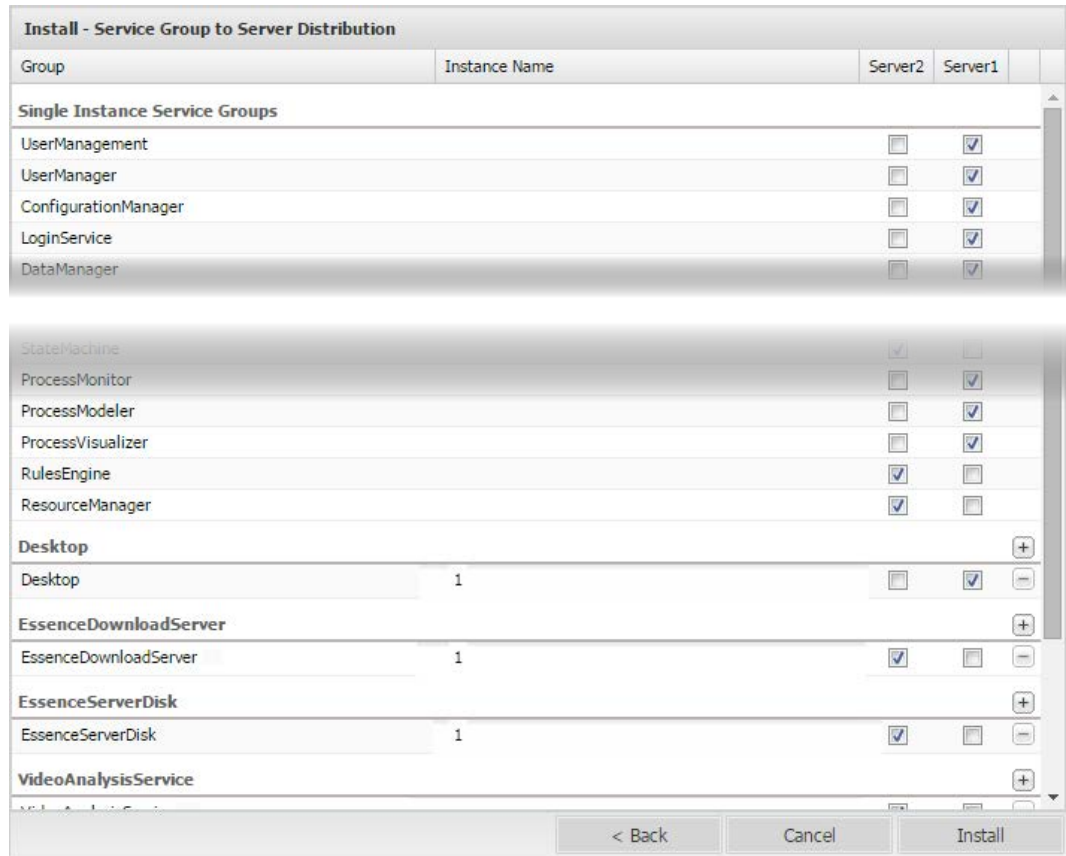 Install - Service Group to Server Distribution
Group Instance Name Server2 Server1
Single Instance Service Groups
UserManagement
UserManager
ConfigurationManager
LoginService
DataManager
StateMachine
ProcessMonitor
ProcessModeler
ProcessVisualizer
RulesEngine
ResourceManager
Desktop +
Desktop 1 −
EssenceDownloadServer +
EssenceDownloadServer 1 −
EssenceServerDisk +
EssenceServerDisk 1 −
VideoAnalysisService +
< Back Cancel Install